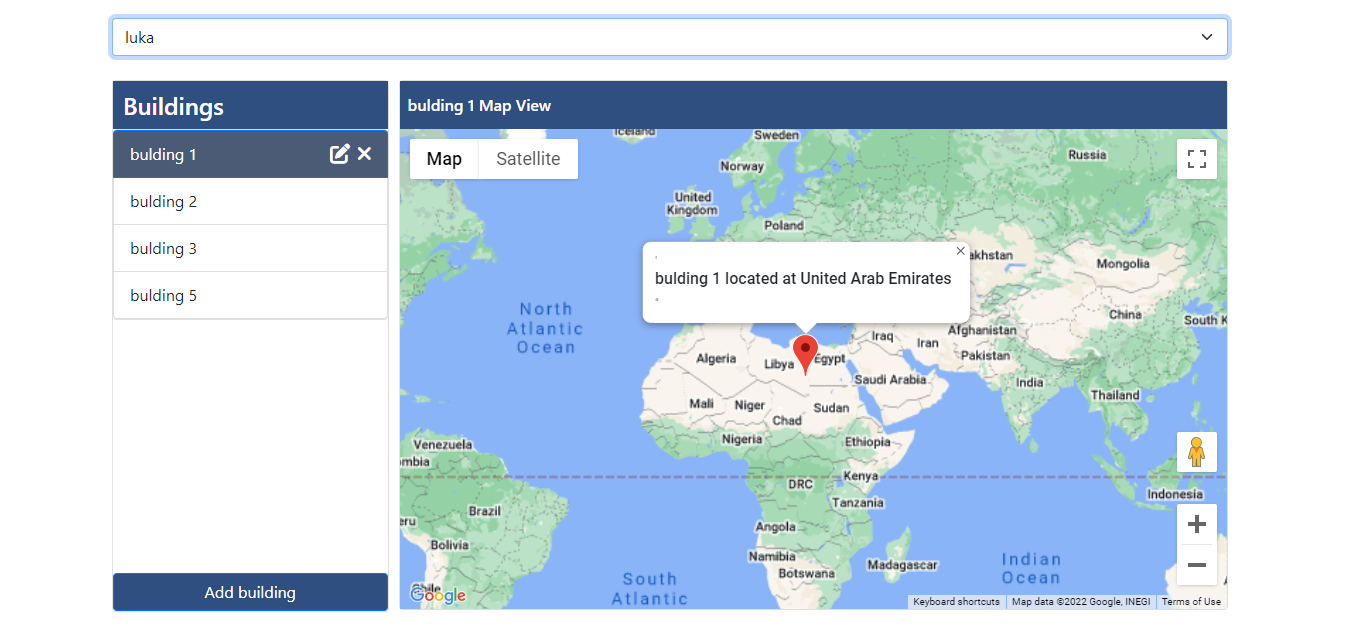 luka
Buildings
bulding 1
bulding 2
bulding 3
bulding 5
Add building
bulding 1 Map View
Map
Satellite
Iceland
Sweden
Norway
Russia
United
Kingdom
Poland
akhstan
Mongolia
bulding 1 located at United Arab Emirates
North
Atlantic
Ocean
China
South K
Afghanistan
Iraq
Iran
Pakistan
Algeria
Libya
Egypt
Saudi Arabia
India
Thailand
Mali
Niger
Chad
Sudan
Nigeria
Ethiopia
Venezuela
mbia
Kenya
DRC
Tanzania
Indonesia
Brazil
eru
Angola
Bolivia
Namibia
Botswana
Madagascar
Indian
Ocean
South
Atlantic
Chile
Google
Keyboard shortcuts
Map data ©2022 Google, INEGI
Terms of Use